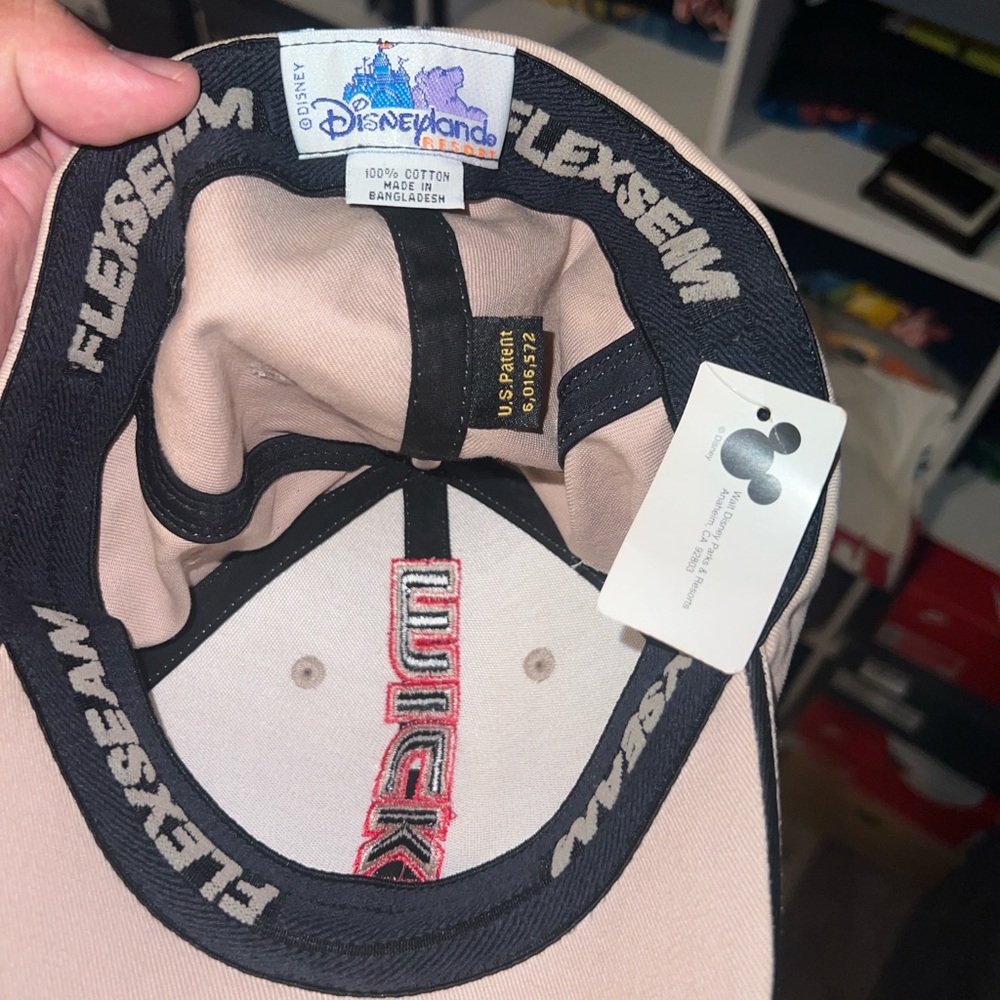 © DISNEY
Disneyland
RESORT
100% COTTON
MADE IN
BANGLADESH
FLEXSEAM
FLEXSEAM
U.S. Patent
6,016,572
© Disney
Walt Disney Parks & Resorts
Anaheim, CA 92803
FLEXSEAM